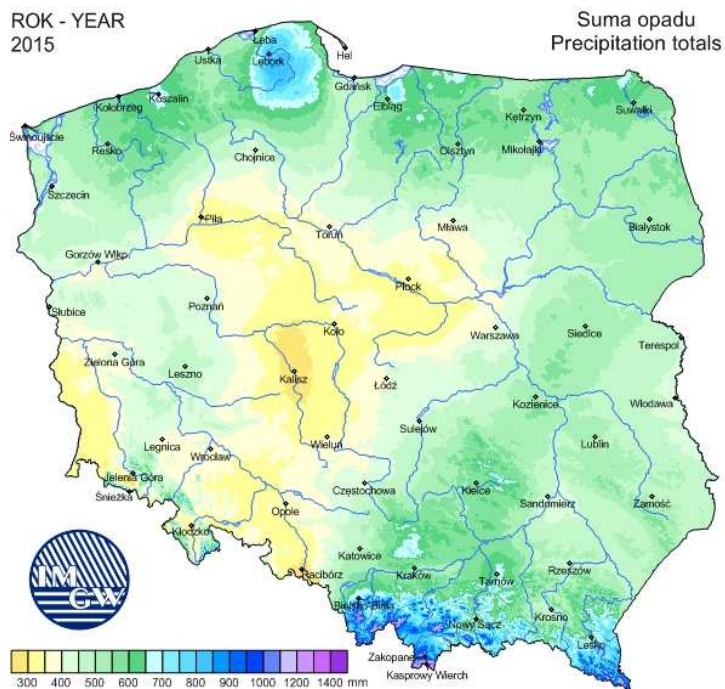 ROK - YEAR
2015
Suma opadu
Precipitation totals
Łeba
Hel
Ustka
Lębork
Gdańsk
Koszalin
Kołobrzeg
Elbląg
Suwałki
Kętrzyn
Świnoujście
Resko
Chojnice
Olsztyn
Mikołajki
Szczecin
Piła
Toruń
Mława
Białystok
Gorzów Wlkp.
Płock
Słubice
Poznań
Koło
Warszawa
Siedlce
Terespol
Zielona Góra
Leszno
Kalisz
Łódź
Kozienice
Włodawa
Sulejów
Legnica
Wrocław
Wieluń
Lublin
Jelenia Góra
Śnieżka
Opole
Częstochowa
Kielce
Sandomierz
Zamość
Kłodzko
Katowice
Racibórz
Kraków
Tarnów
Rzeszów
Bielsko-Biała
Nowy Sącz
Krosno
Lesko
Zakopane
Kasprowy Wierch
IM
GW
300 400 500 600 700 800 900 1000 1200 1400 mm